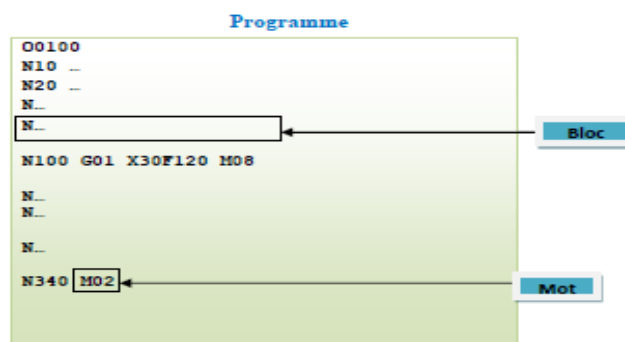 Programme
O0100
N10 …
N20 …
N…
N…
Bloc
N100 G01 X30F120 M08
N…
N…
N…
N340 M02
Mot